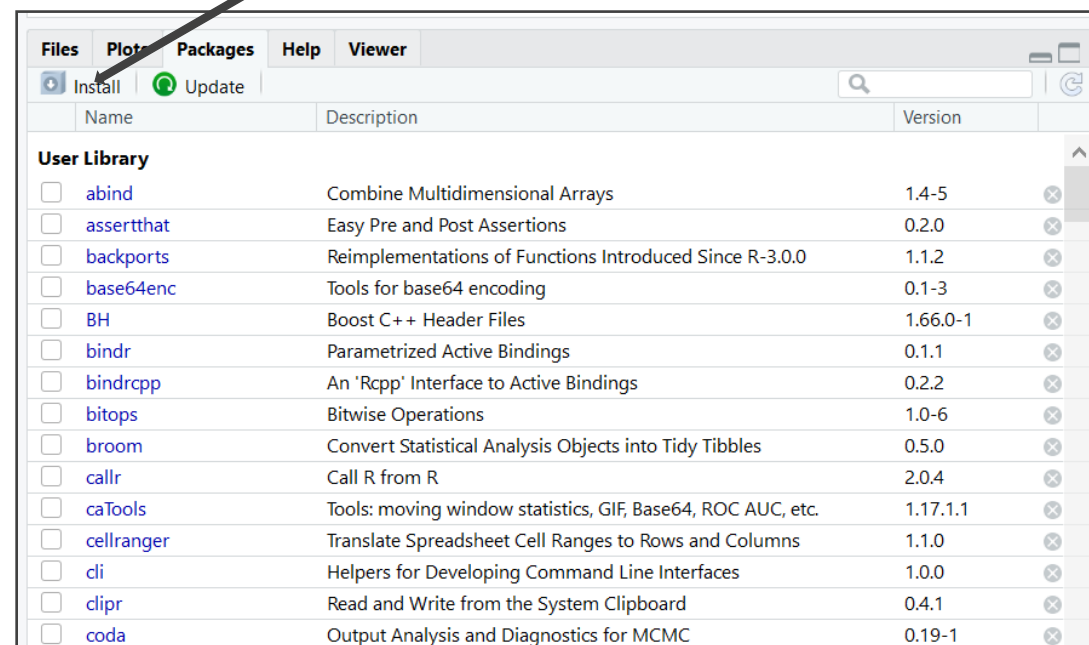 Files Plots Packages Help Viewer
Install Update
Name Description Version
User Library
abind Combine Multidimensional Arrays 1.4-5
assertthat Easy Pre and Post Assertions 0.2.0
backports Reimplementations of Functions Introduced Since R-3.0.0 1.1.2
base64enc Tools for base64 encoding 0.1-3
BH Boost C++ Header Files 1.66.0-1
bindr Parametrized Active Bindings 0.1.1
bindrcpp An 'Rcpp' Interface to Active Bindings 0.2.2
bitops Bitwise Operations 1.0-6
broom Convert Statistical Analysis Objects into Tidy Tibbles 0.5.0
callr Call R from R 2.0.4
caTools Tools: moving window statistics, GIF, Base64, ROC AUC, etc. 1.17.1.1
cellranger Translate Spreadsheet Cell Ranges to Rows and Columns 1.1.0
cli Helpers for Developing Command Line Interfaces 1.0.0
clipr Read and Write from the System Clipboard 0.4.1
coda Output Analysis and Diagnostics for MCMC 0.19-1